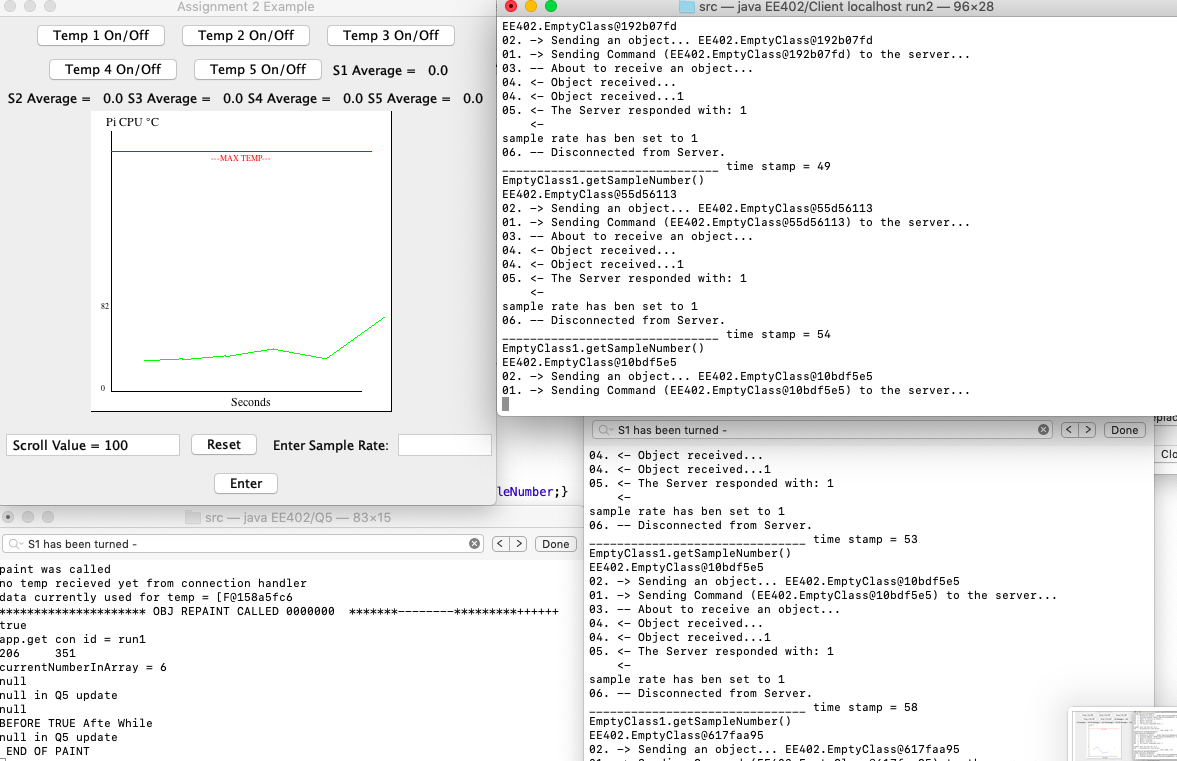 Assignment 2 Example
Temp 1 On/Off
Temp 2 On/Off
Temp 3 On/Off
Temp 4 On/Off
Temp 5 On/Off
S1 Average = 0.0
S2 Average = 0.0 S3 Average = 0.0 S4 Average = 0.0 S5 Average = 0.0
Pi CPU °C
---MAX TEMP---
82
0
Seconds
Scroll Value = 100
Reset
Enter Sample Rate:
Enter
src — java EE402/Client localhost run2 — 96×28
EE402.EmptyClass@192b07fd
02. -> Sending an object... EE402.EmptyClass@192b07fd
01. -> Sending Command (EE402.EmptyClass@192b07fd) to the server...
03. -- About to receive an object...
04. <- Object received...
04. <- Object received...1
05. <- The Server responded with: 1
<-
sample rate has ben set to 1
06. -- Disconnected from Server.
_______________________________ time stamp = 49
EmptyClass1.getSampleNumber()
EE402.EmptyClass@55d56113
02. -> Sending an object... EE402.EmptyClass@55d56113
01. -> Sending Command (EE402.EmptyClass@55d56113) to the server...
03. -- About to receive an object...
04. <- Object received...
04. <- Object received...1
05. <- The Server responded with: 1
<-
sample rate has ben set to 1
06. -- Disconnected from Server.
_______________________________ time stamp = 54
EmptyClass1.getSampleNumber()
EE402.EmptyClass@10bdf5e5
02. -> Sending an object... EE402.EmptyClass@10bdf5e5
01. -> Sending Command (EE402.EmptyClass@10bdf5e5) to the server...
leNumber;}
src — java EE402/Q5 — 83×15
S1 has been turned -
Done
paint was called
no temp recieved yet from connection handler
data currently used for temp = [F@158a5fc6
********************* OBJ REPAINT CALLED 0000000 *******--------*********++++++
true
app.get con id = run1
206 351
currentNumberInArray = 6
null
null in Q5 update
null
BEFORE TRUE Afte While
null in Q5 update
END OF PAINT
S1 has been turned -
Done
04. <- Object received...
04. <- Object received...1
05. <- The Server responded with: 1
<-
sample rate has ben set to 1
06. -- Disconnected from Server.
_______________________________ time stamp = 53
EmptyClass1.getSampleNumber()
EE402.EmptyClass@10bdf5e5
02. -> Sending an object... EE402.EmptyClass@10bdf5e5
01. -> Sending Command (EE402.EmptyClass@10bdf5e5) to the server...
03. -- About to receive an object...
04. <- Object received...
04. <- Object received...1
05. <- The Server responded with: 1
<-
sample rate has ben set to 1
06. -- Disconnected from Server.
_______________________________ time stamp = 58
EmptyClass1.getSampleNumber()
EE402.EmptyClass@617faa95
02. -> Sending an object... EE402.EmptyClass@617faa95
Clo